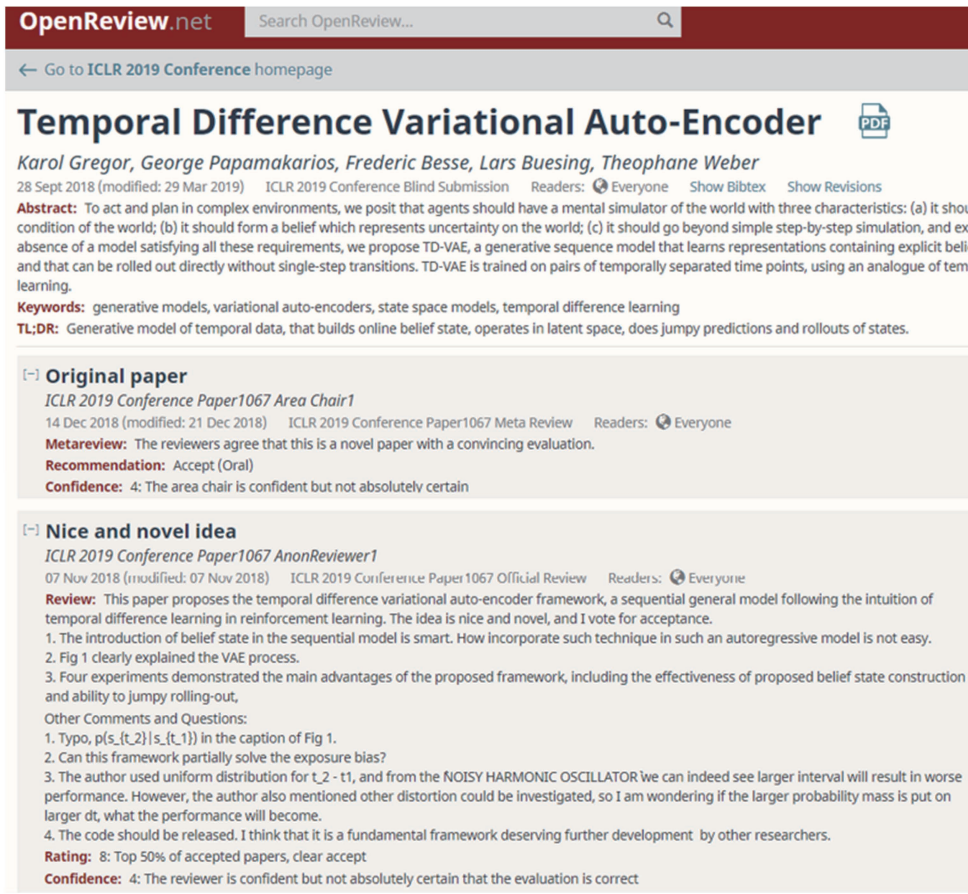 OpenReview.net Search OpenReview...
← Go to ICLR 2019 Conference homepage
Temporal Difference Variational Auto-Encoder PDF
Karol Gregor, George Papamakarios, Frederic Besse, Lars Buesing, Theophane Weber
28 Sept 2018 (modified: 29 Mar 2019) ICLR 2019 Conference Blind Submission Readers: Everyone Show Bibtex Show Revisions
Abstract: To act and plan in complex environments, we posit that agents should have a mental simulator of the world with three characteristics: (a) it shou
condition of the world; (b) it should form a belief which represents uncertainty on the world; (c) it should go beyond simple step-by-step simulation, and ex
absence of a model satisfying all these requirements, we propose TD-VAE, a generative sequence model that learns representations containing explicit beli
and that can be rolled out directly without single-step transitions. TD-VAE is trained on pairs of temporally separated time points, using an analogue of tem
learning.
Keywords: generative models, variational auto-encoders, state space models, temporal difference learning
TL;DR: Generative model of temporal data, that builds online belief state, operates in latent space, does jumpy predictions and rollouts of states.
[-] Original paper
ICLR 2019 Conference Paper1067 Area Chair1
14 Dec 2018 (modified: 21 Dec 2018) ICLR 2019 Conference Paper1067 Meta Review Readers: Everyone
Metareview: The reviewers agree that this is a novel paper with a convincing evaluation.
Recommendation: Accept (Oral)
Confidence: 4: The area chair is confident but not absolutely certain
[-] Nice and novel idea
ICLR 2019 Conference Paper1067 AnonReviewer1
07 Nov 2018 (modified: 07 Nov 2018) ICLR 2019 Conference Paper1067 Official Review Readers: Everyone
Review: This paper proposes the temporal difference variational auto-encoder framework, a sequential general model following the intuition of
temporal difference learning in reinforcement learning. The idea is nice and novel, and I vote for acceptance.
1. The introduction of belief state in the sequential model is smart. How incorporate such technique in such an autoregressive model is not easy.
2. Fig 1 clearly explained the VAE process.
3. Four experiments demonstrated the main advantages of the proposed framework, including the effectiveness of proposed belief state construction
and ability to jumpy rolling-out,
Other Comments and Questions:
1. Typo, p(s_{t_2}|s_{t_1}) in the caption of Fig 1.
2. Can this framework partially solve the exposure bias?
3. The author used uniform distribution for t_2 - t1, and from the NOISY HARMONIC OSCILLATOR we can indeed see larger interval will result in worse
performance. However, the author also mentioned other distortion could be investigated, so I am wondering if the larger probability mass is put on
larger dt, what the performance will become.
4. The code should be released. I think that it is a fundamental framework deserving further development by other researchers.
Rating: 8: Top 50% of accepted papers, clear accept
Confidence: 4: The reviewer is confident but not absolutely certain that the evaluation is correct